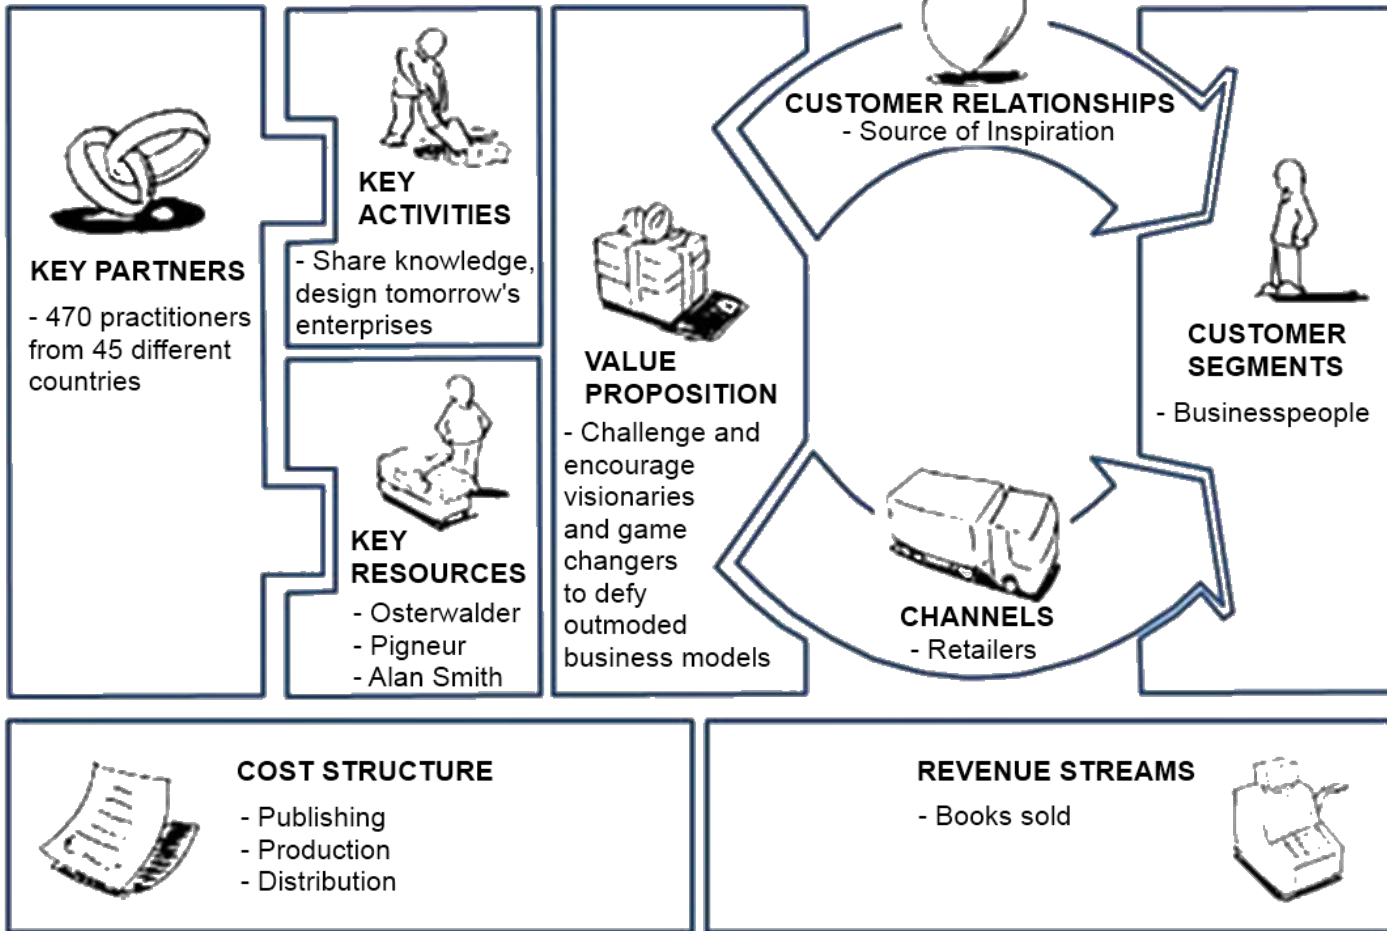 KEY PARTNERS
- 470 practitioners
from 45 different
countries
KEY
ACTIVITIES
- Share knowledge,
design tomorrow's
enterprises
KEY
RESOURCES
- Osterwalder
- Pigneur
- Alan Smith
VALUE
PROPOSITION
- Challenge and
encourage
visionaries
and game
changers
to defy
outmoded
business models
CUSTOMER RELATIONSHIPS
- Source of Inspiration
CHANNELS
- Retailers
CUSTOMER
SEGMENTS
- Businesspeople
COST STRUCTURE
- Publishing
- Production
- Distribution
REVENUE STREAMS
- Books sold